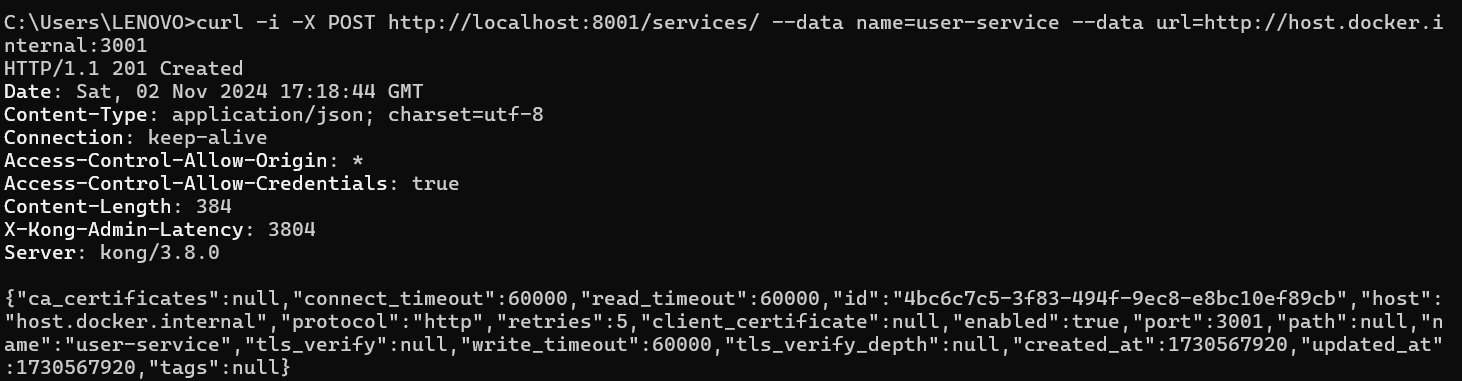 C:\Users\LENOVO>curl -i -X POST http://localhost:8001/services/ --data name=user-service --data url=http://host.docker.i
nternal:3001
HTTP/1.1 201 Created
Date: Sat, 02 Nov 2024 17:18:44 GMT
Content-Type: application/json; charset=utf-8
Connection: keep-alive
Access-Control-Allow-Origin: *
Access-Control-Allow-Credentials: true
Content-Length: 384
X-Kong-Admin-Latency: 3804
Server: kong/3.8.0

{"ca_certificates":null,"connect_timeout":60000,"read_timeout":60000,"id":"4bc6c7c5-3f83-494f-9ec8-e8bc10ef89cb","host":
"host.docker.internal","protocol":"http","retries":5,"client_certificate":null,"enabled":true,"port":3001,"path":null,"n
ame":"user-service","tls_verify":null,"write_timeout":60000,"tls_verify_depth":null,"created_at":1730567920,"updated_at"
:1730567920,"tags":null}